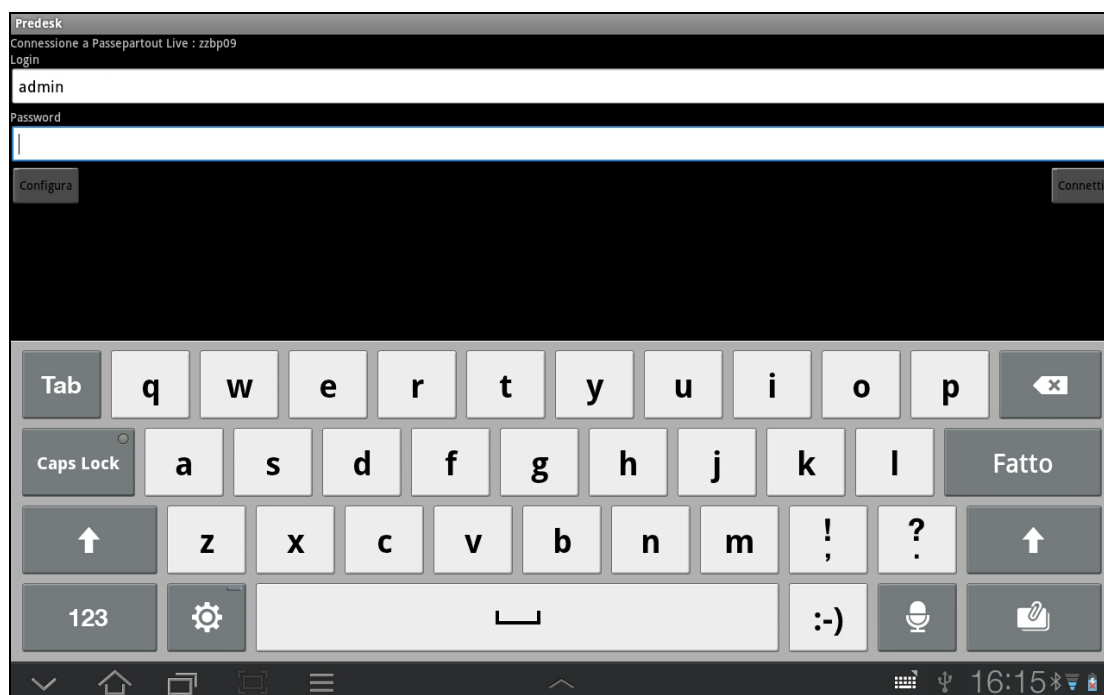 Predesk
Connessione a Passepartout Live : zzbp09
Login
admin
Password
Configura Connetti
Tab q w e r t y u i o p
Caps Lock a s d f g h j k l Fatto
z x c v b n m ! , ? .
123 :-)
16:15